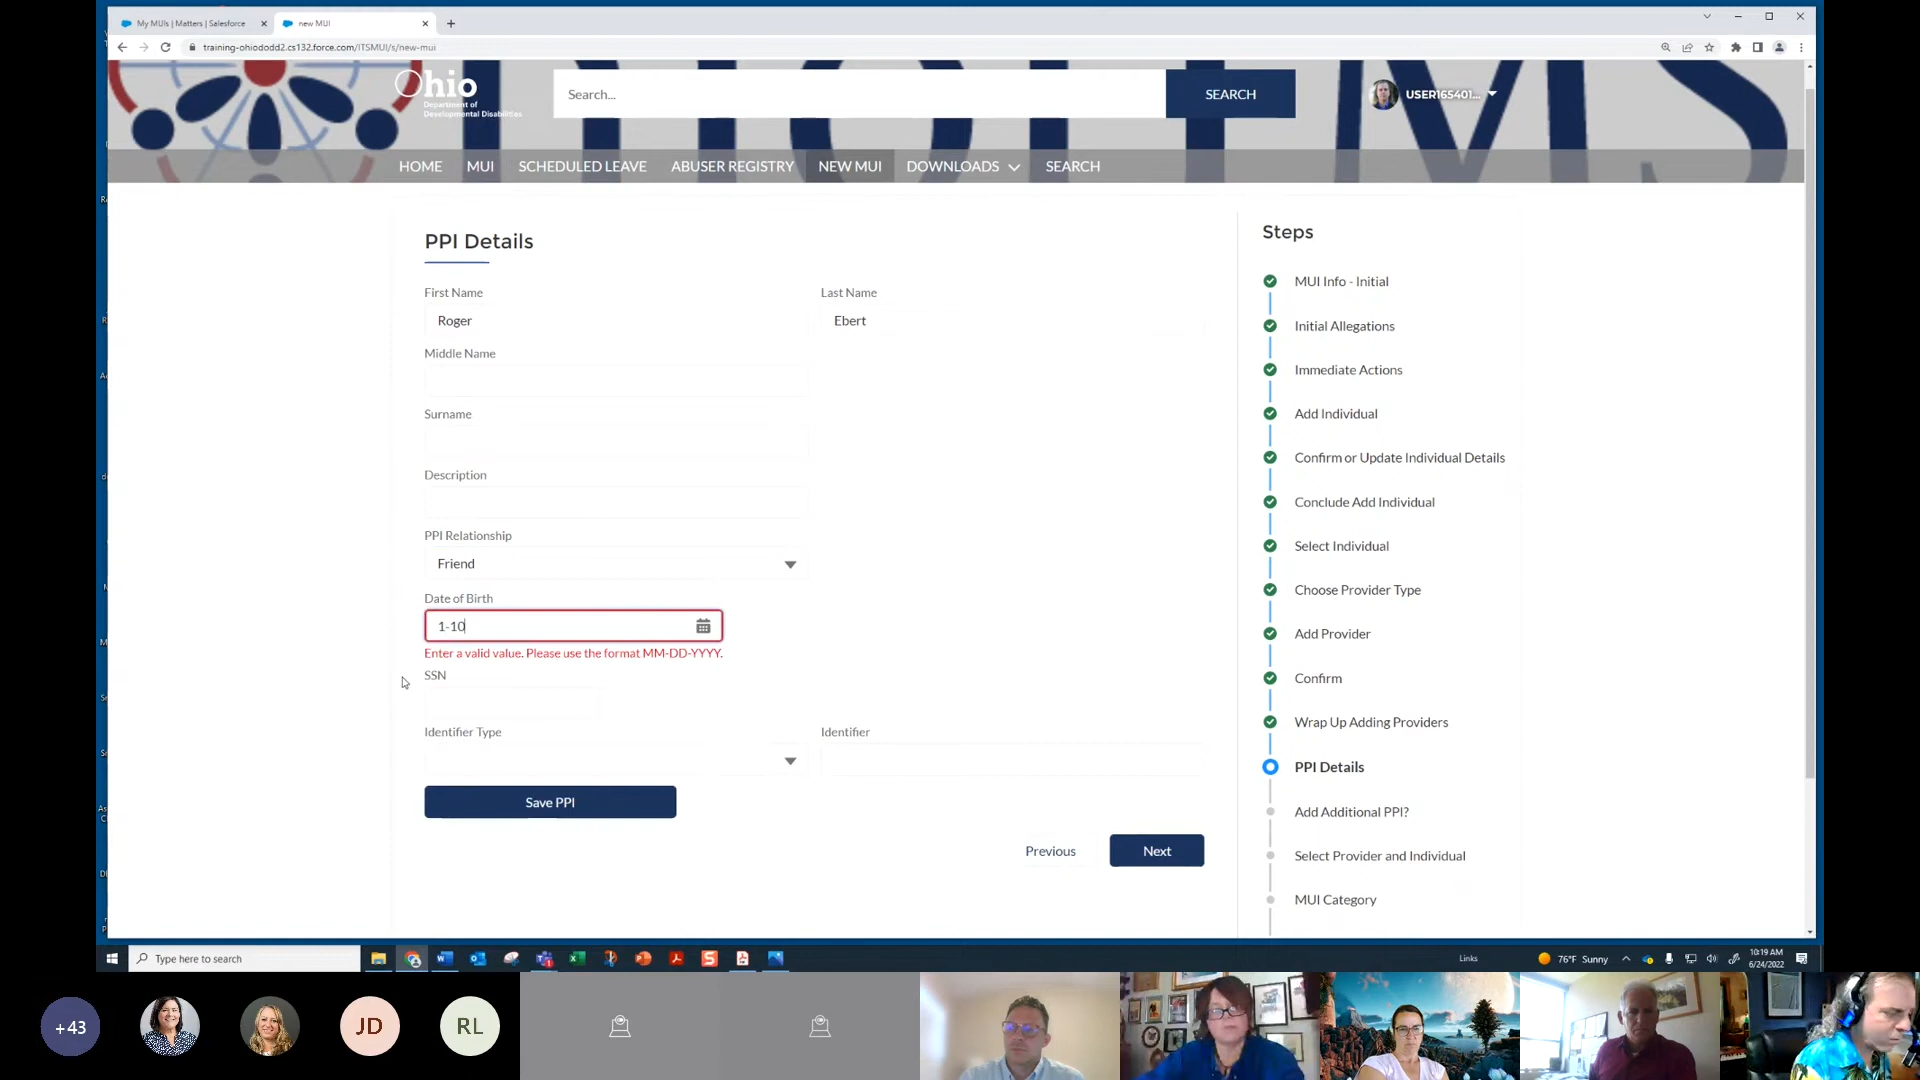 My MUIs | Matters | Salesforce
new MUI
training-ohiododd2.cs132.force.com/ITSMUI/s/new-mui
Ohio
Department of
Developmental Disabilities
Search...
SEARCH
USER165401...
HOME
MUI
SCHEDULED LEAVE
ABUSER REGISTRY
NEW MUI
DOWNLOADS
SEARCH
PPI Details
First Name
Last Name
Roger
Ebert
Middle Name
Surname
Description
PPI Relationship
Friend
Date of Birth
1-10
Enter a valid value. Please use the format MM-DD-YYYY.
SSN
Identifier Type
Identifier
Save PPI
Previous
Next
Steps
MUI Info - Initial
Initial Allegations
Immediate Actions
Add Individual
Confirm or Update Individual Details
Conclude Add Individual
Select Individual
Choose Provider Type
Add Provider
Confirm
Wrap Up Adding Providers
PPI Details
Add Additional PPI?
Select Provider and Individual
MUI Category
Type here to search
Links
76°F Sunny
10:19 AM
6/24/2022
+43
JD
RL